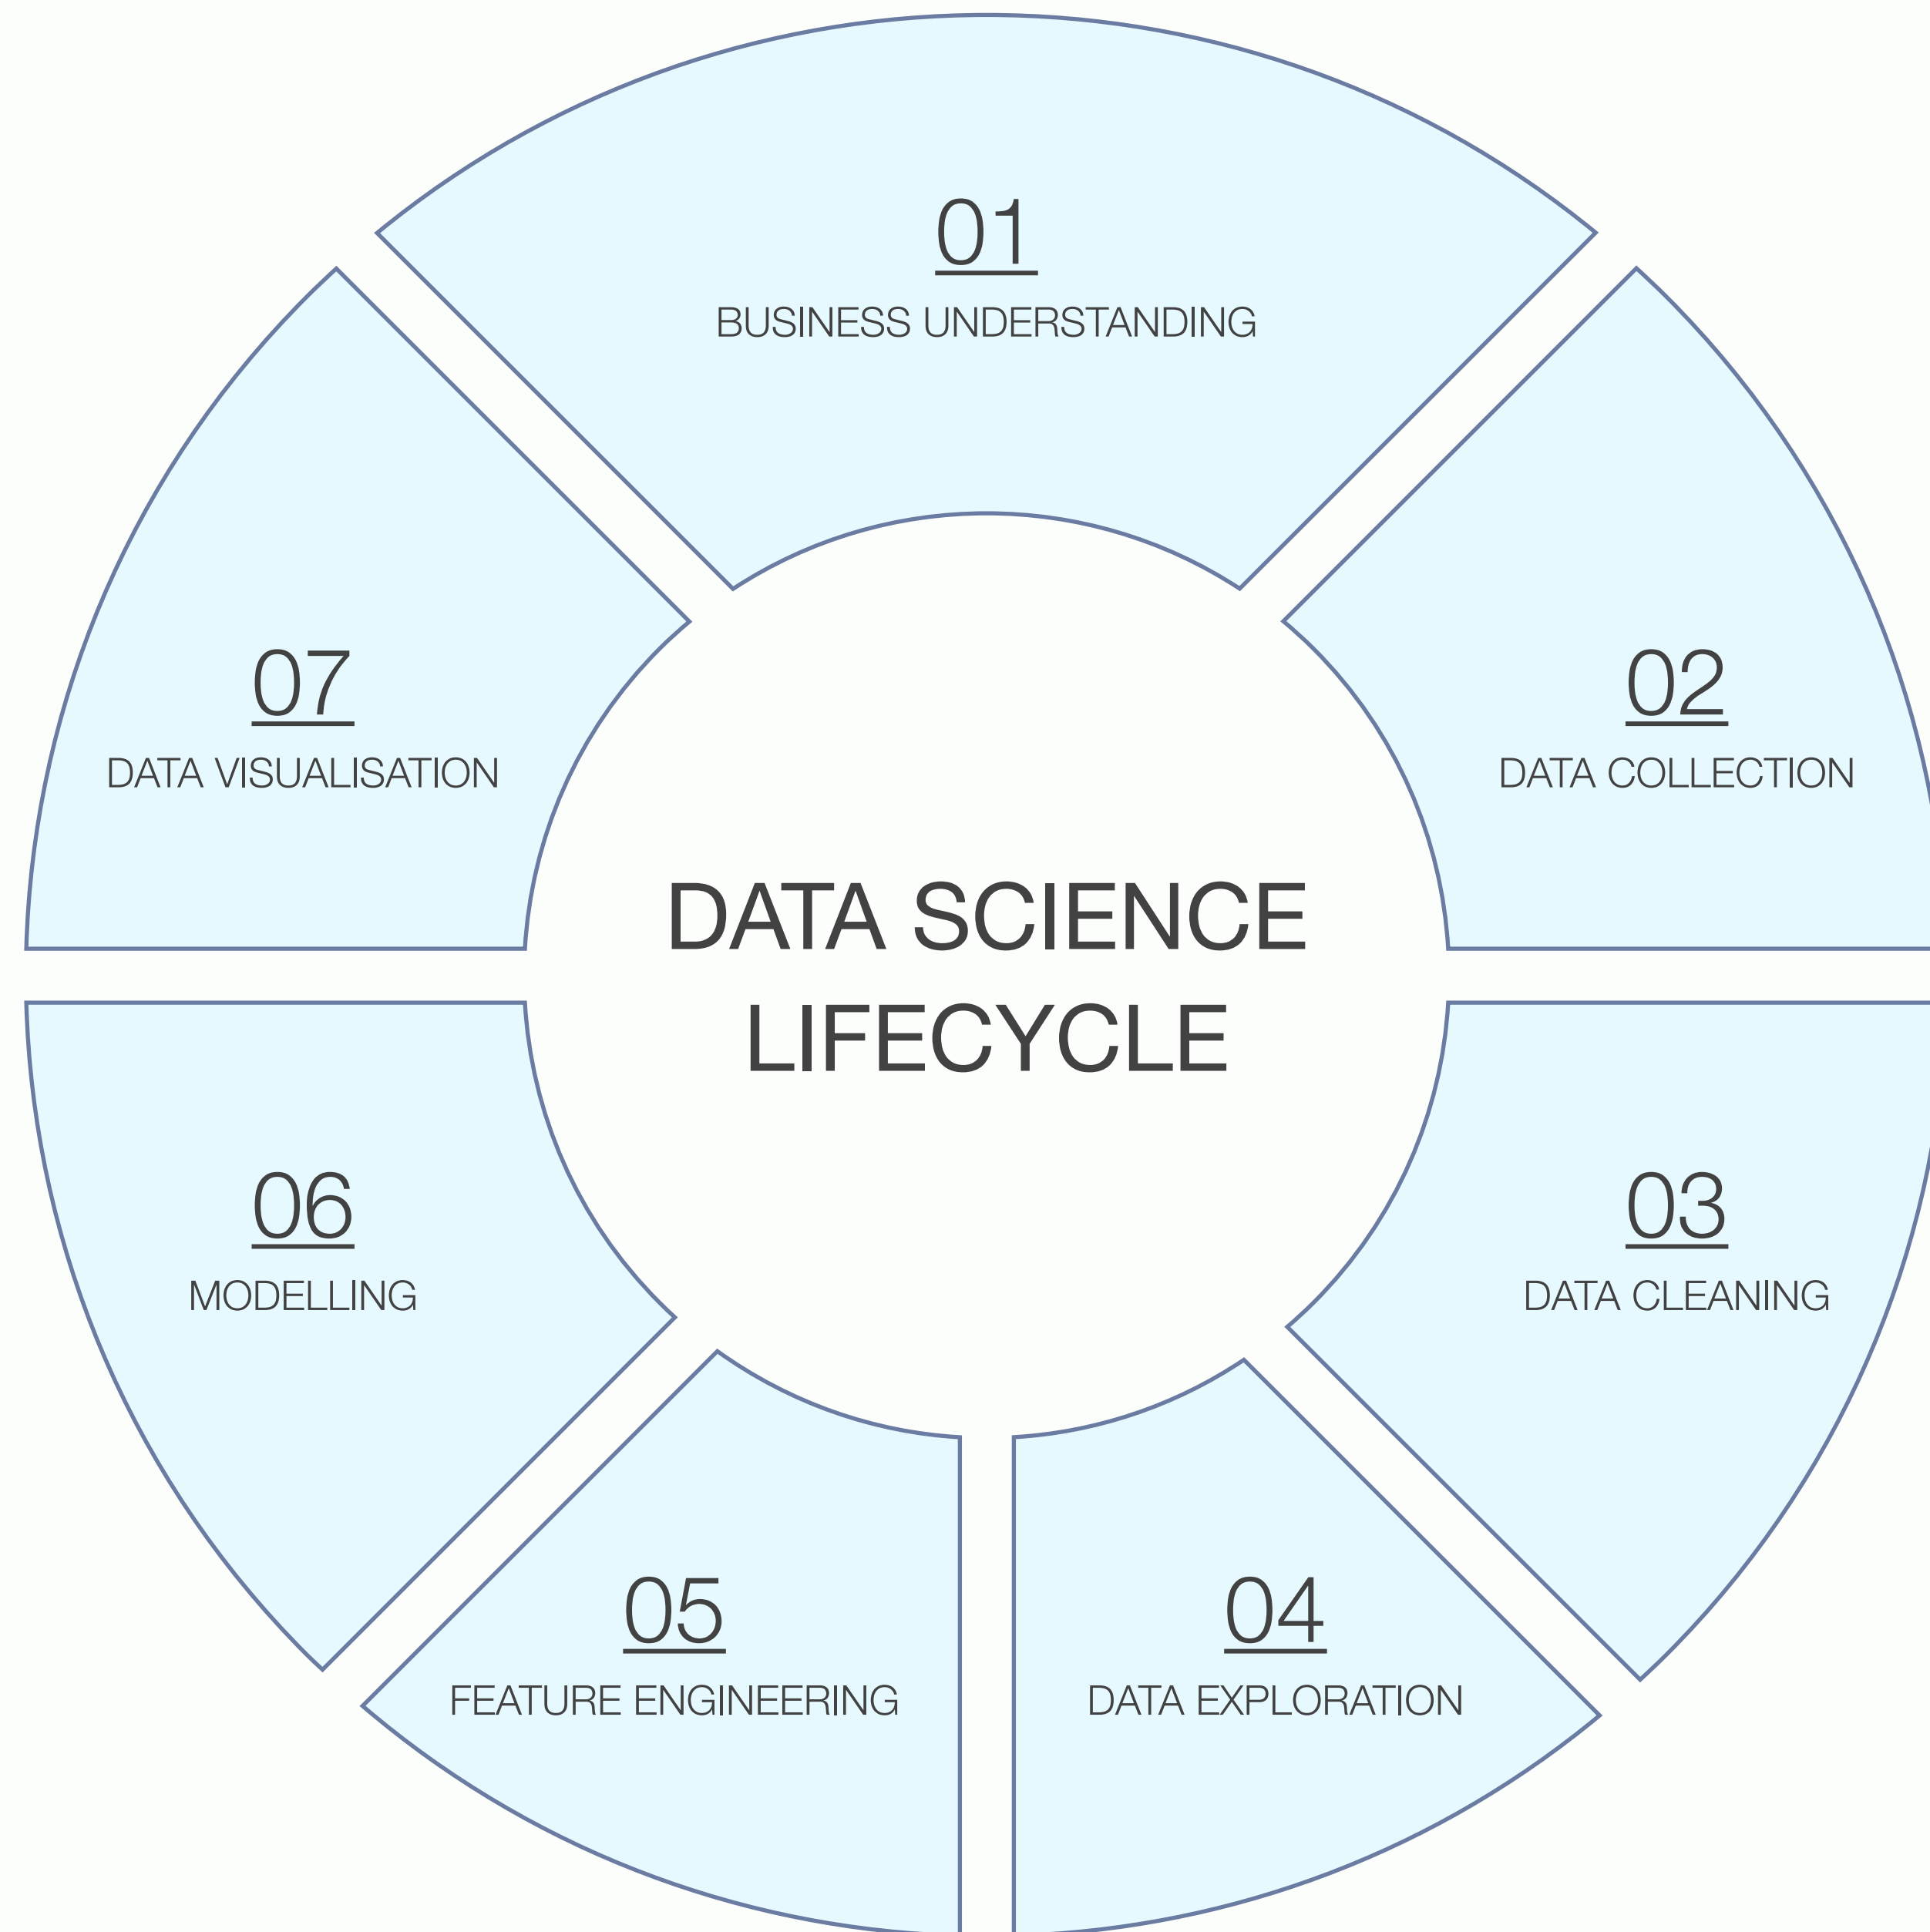 01
BUSINESS UNDERSTANDING
02
DATA COLLECTION
03
DATA CLEANING
04
DATA EXPLORATION
05
FEATURE ENGINEERING
06
MODELLING
07
DATA VISUALISATION
DATA SCIENCE
LIFECYCLE